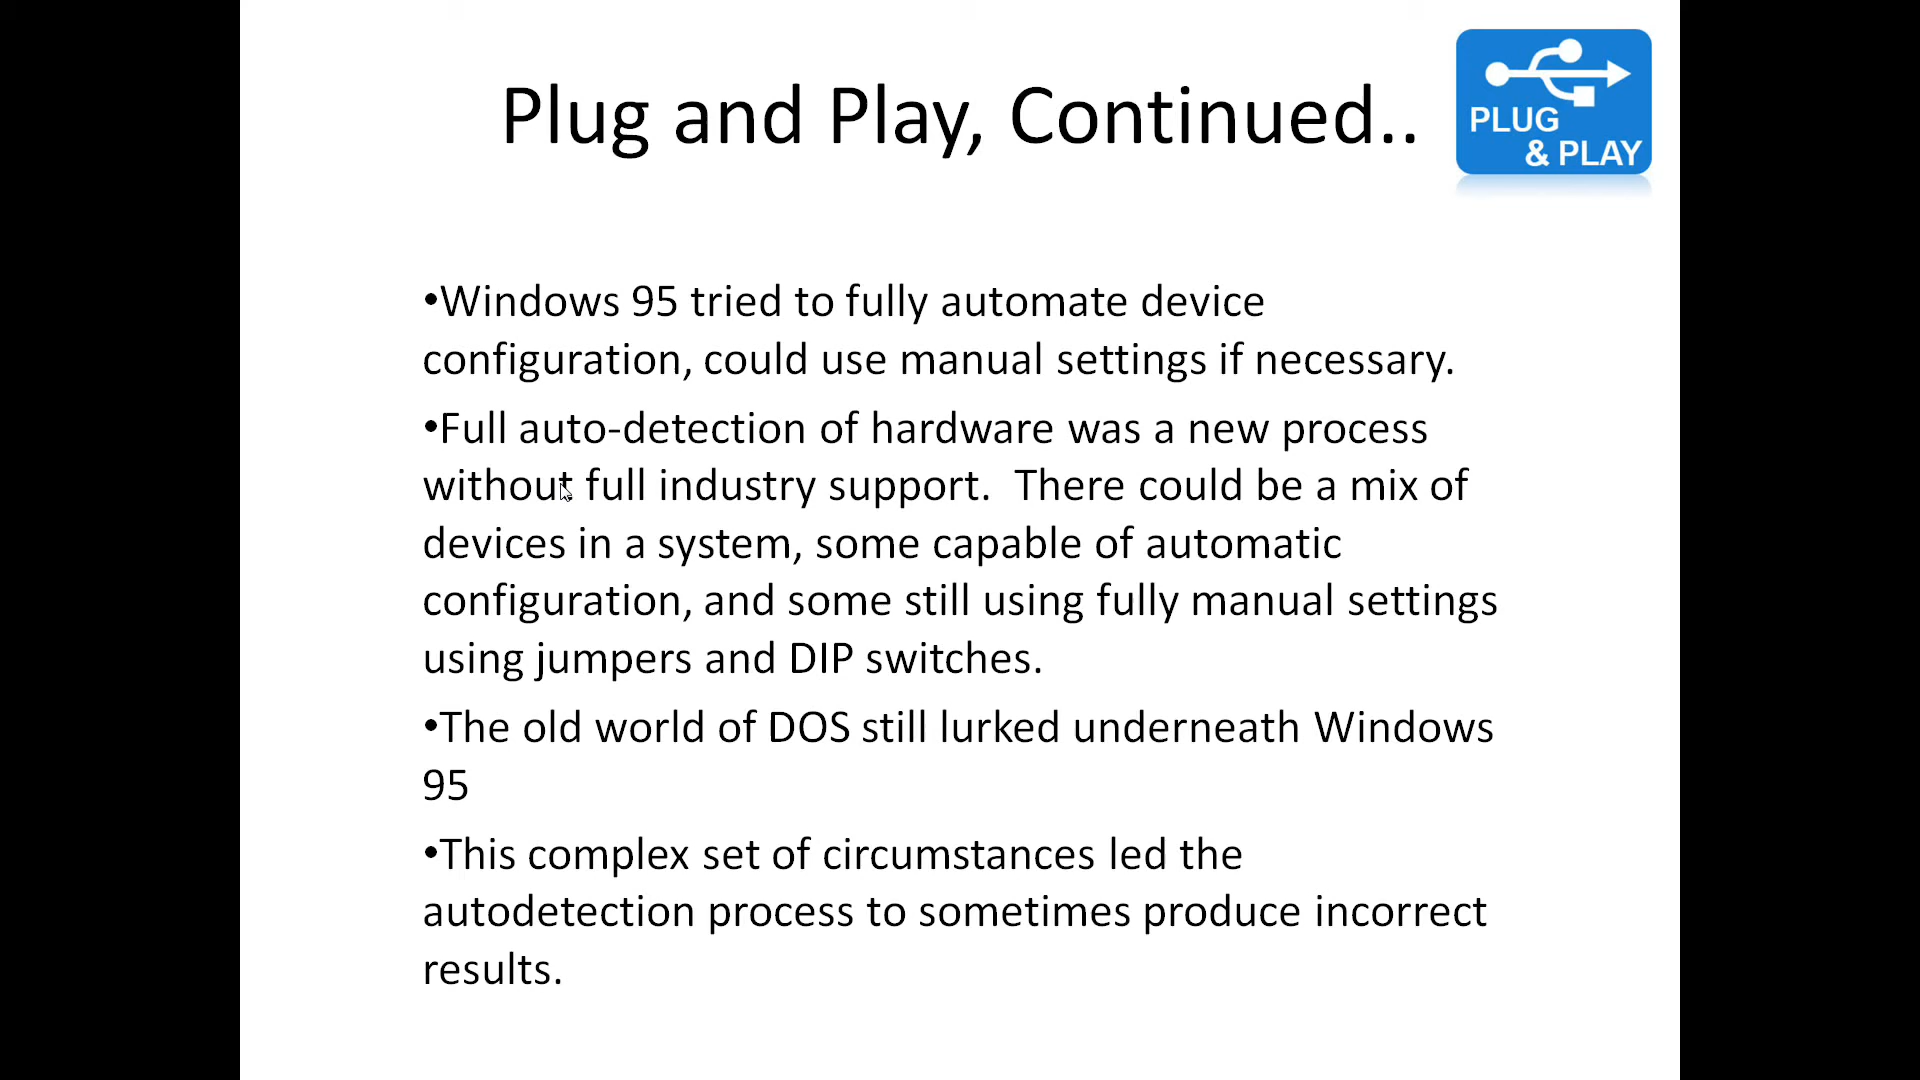 Plug and Play, Continued..
PLUG
& PLAY
•Windows 95 tried to fully automate device
configuration, could use manual settings if necessary.
•Full auto-detection of hardware was a new process
without full industry support.  There could be a mix of
devices in a system, some capable of automatic
configuration, and some still using fully manual settings
using jumpers and DIP switches.
•The old world of DOS still lurked underneath Windows
95
•This complex set of circumstances led the
autodetection process to sometimes produce incorrect
results.